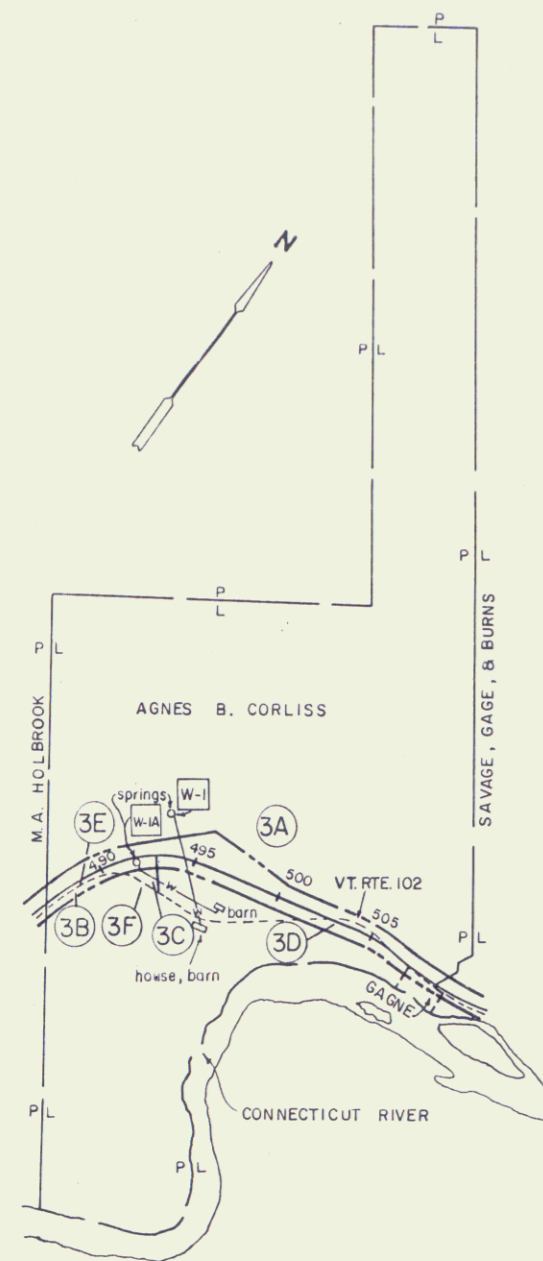 P
L
N
P L
P L
P
L
P L
SAVAGE, GAGE, & BURNS
M.A. HOLBROOK
AGNES B. CORLISS
springs
W-1
W-1A
3A
3E
490
495
500
VT. RTE. 102
505
3B
3F
3C
W
W
barn
3D
house, barn
P L
GAGNE
P L
CONNECTICUT RIVER
P L